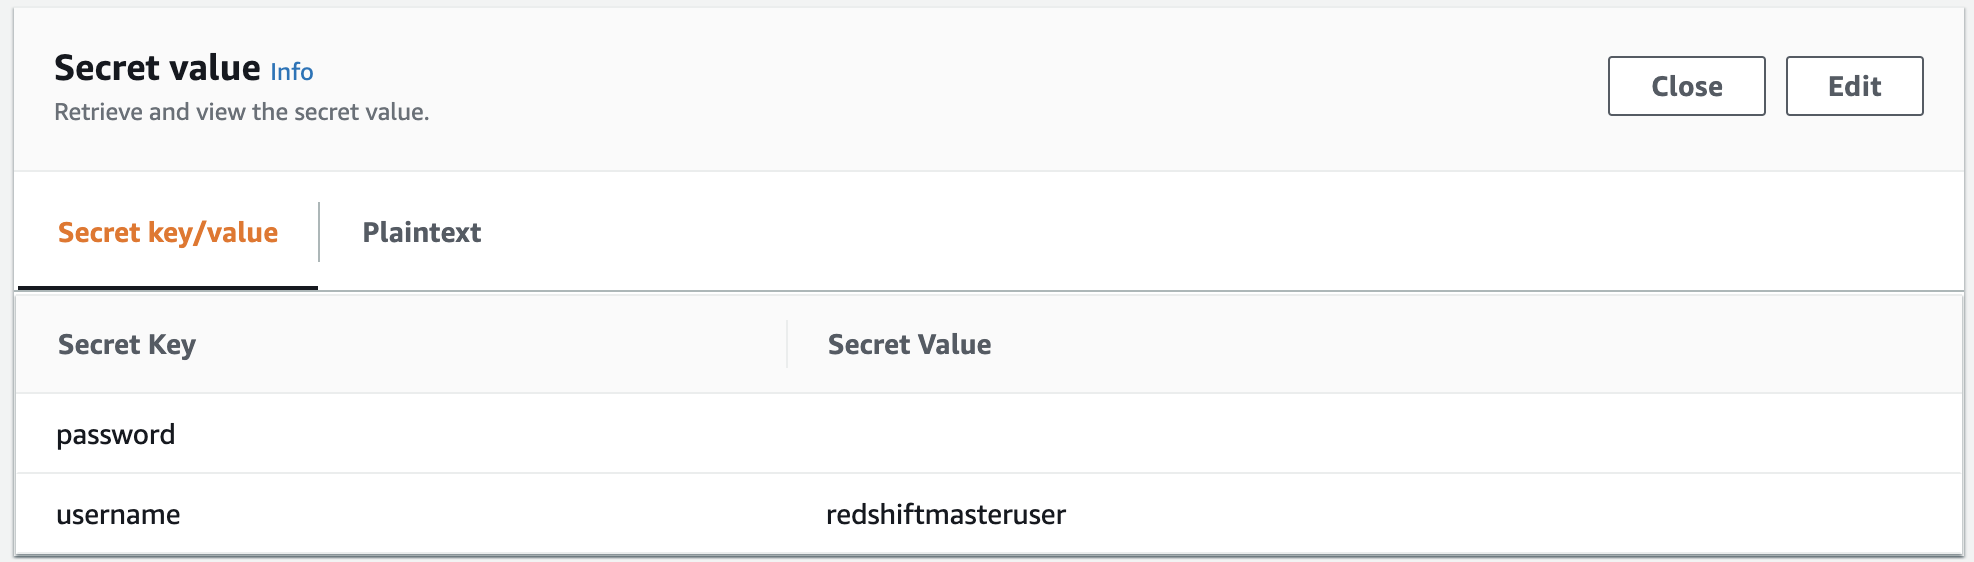 Secret value Info
Retrieve and view the secret value.
Close Edit
Secret key/value Plaintext
Secret Key Secret Value
password
username redshiftmasteruser